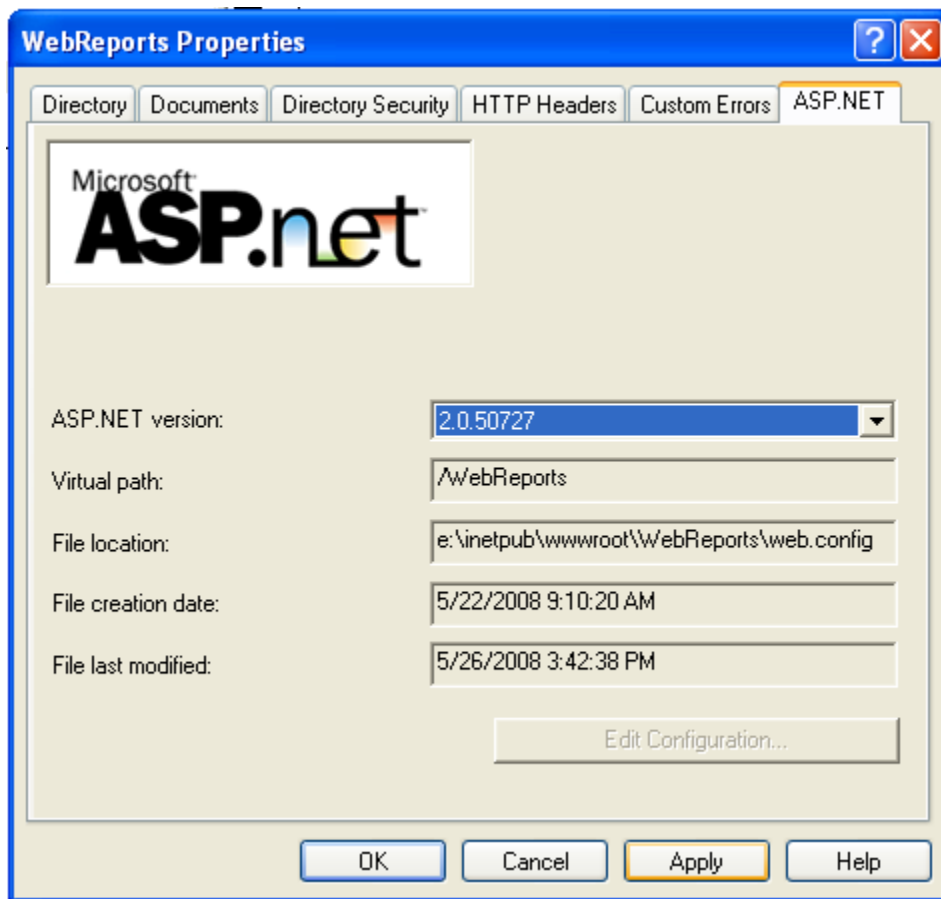 WebReports Properties
Directory Documents Directory Security HTTP Headers Custom Errors ASP.NET
Microsoft
ASP.net
ASP.NET version: 2.0.50727
Virtual path: /WebReports
File location: e:\inetpub\wwwroot\WebReports\web.config
File creation date: 5/22/2008 9:10:20 AM
File last modified: 5/26/2008 3:42:38 PM
Edit Configuration...
OK Cancel Apply Help